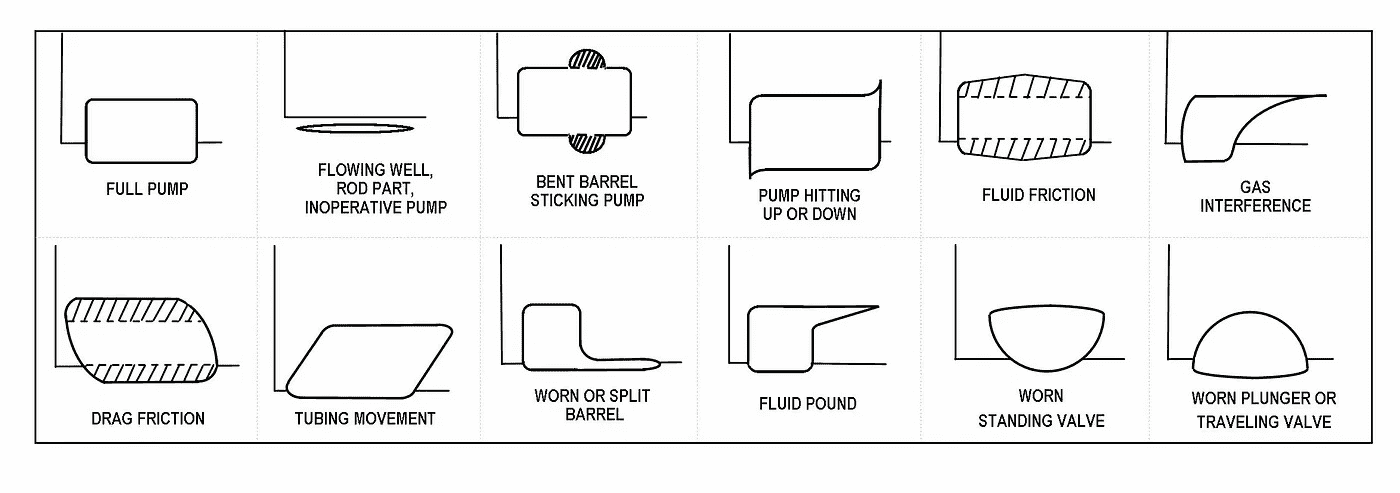 FULL PUMP
FLOWING WELL,
ROD PART,
INOPERATIVE PUMP
BENT BARREL
STICKING PUMP
PUMP HITTING
UP OR DOWN
FLUID FRICTION
GAS
INTERFERENCE
DRAG FRICTION
TUBING MOVEMENT
WORN OR SPLIT
BARREL
FLUID POUND
WORN
STANDING VALVE
WORN PLUNGER OR
TRAVELING VALVE